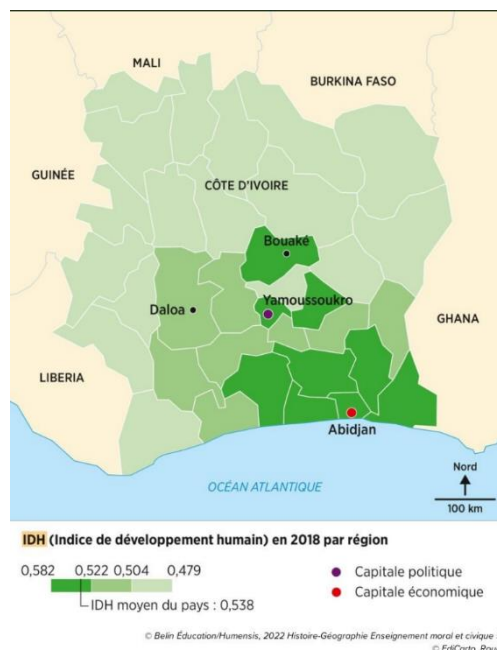 MALI
BURKINA FASO
GUINÉE
CÔTE D'IVOIRE
Bouaké
Yamoussoukro
Daloa
GHANA
LIBERIA
Abidjan
Nord
OCÉAN ATLANTIQUE
100 km
IDH (Indice de développement humain) en 2018 par région
0,582 0,522 0,504 0,479
IDH moyen du pays : 0,538
Capitale politique
Capitale économique
© Belin Éducation/Humensis, 2022 Histoire-Géographie Enseignement moral et civique
© EdiCarto, Rou